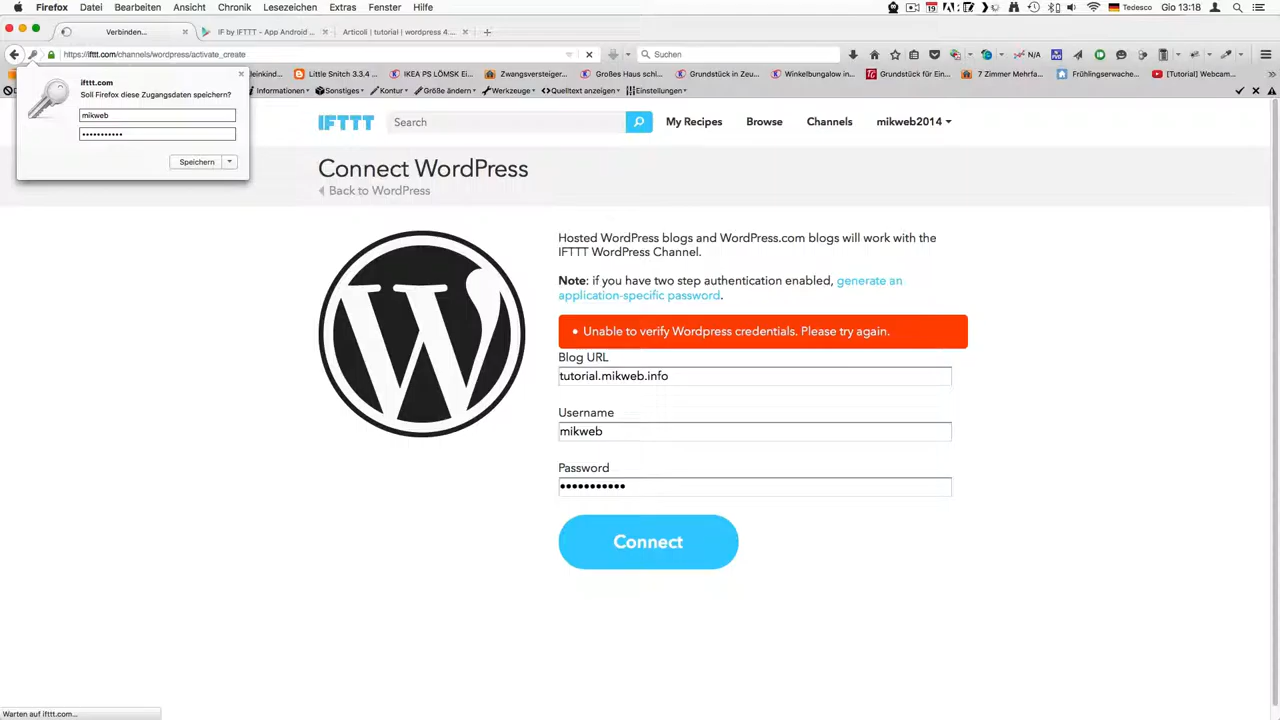 Firefox Datei Bearbeiten Ansicht Chronik Lesezeichen Extras Fenster Hilfe
Tedesco Gio 13:18
Verbinden...
IF by IFTTT - App Android ...
Articoli | tutorial | wordpress 4....
https://ifttt.com/channels/wordpress/activate_create
Suchen
N/A
Little Snitch 3.3.4 ...
IKEA PS LÖMSK Ei...
Zwangsversteiger...
Großes Haus schl...
Grundstück in Zeu...
Winkelbungalow in...
Grundstück für Ein...
7 Zimmer Mehrfa...
Frühlingserwache...
[Tutorial] Webcam...
Informationen
Sonstiges
Kontur
Größe ändern
Werkzeuge
Quelltext anzeigen
Einstellungen
ifttt.com
Soll Firefox diese Zugangsdaten speichern?
mikweb
Speichern
IFTTT
Search
My Recipes
Browse
Channels
mikweb2014
Connect WordPress
Back to WordPress
Hosted WordPress blogs and WordPress.com blogs will work with the
IFTTT WordPress Channel.
Note: if you have two step authentication enabled, generate an
application-specific password.
• Unable to verify Wordpress credentials. Please try again.
Blog URL
tutorial.mikweb.info
Username
mikweb
Password
•••••••••••
Connect
Warten auf ifttt.com...